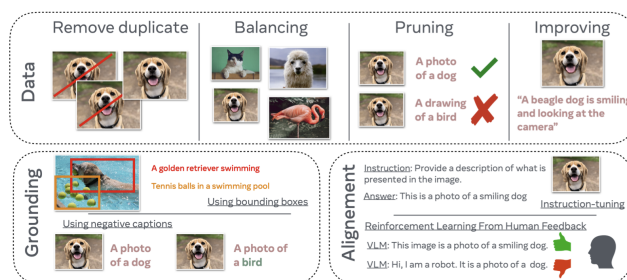 Remove duplicate
Balancing
Pruning
Improving
Data
A photo
of a dog
A drawing
of a bird
“A beagle dog is smiling
and looking at the
camera”
Grounding
A golden retriever swimming
Tennis balls in a swimming pool
Using bounding boxes
Using negative captions
A photo
of a dog
A photo of
a bird
Alignement
Instruction: Provide a description of what is
presented in the image.
Answer: This is a photo of a smiling dog
Instruction-tuning
Reinforcement Learning From Human Feedback
VLM: This image is a photo of a smiling dog.
VLM: Hi, I am a robot. It is a photo of a dog.